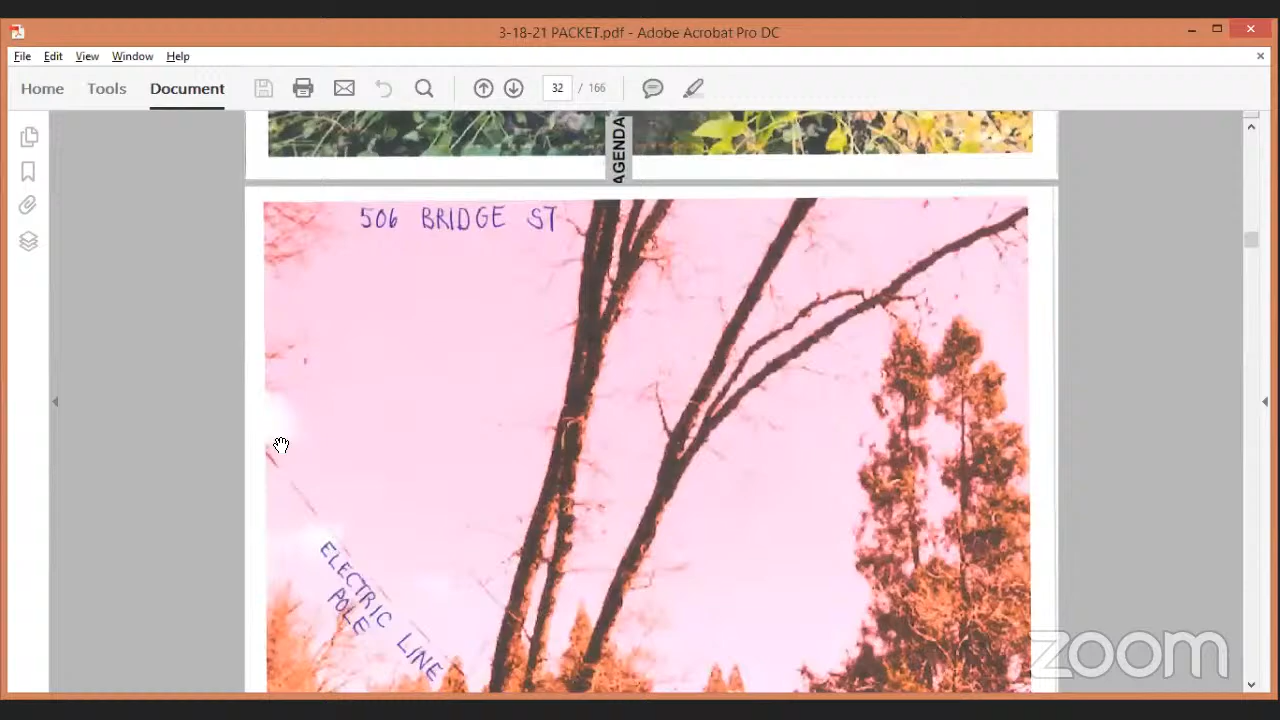 3-18-21 PACKET.pdf - Adobe Acrobat Pro DC
File Edit View Window Help
Home Tools Document 32 / 166
AGENDA
506 BRIDGE ST
ELECTRIC LINE
POLE
zoom